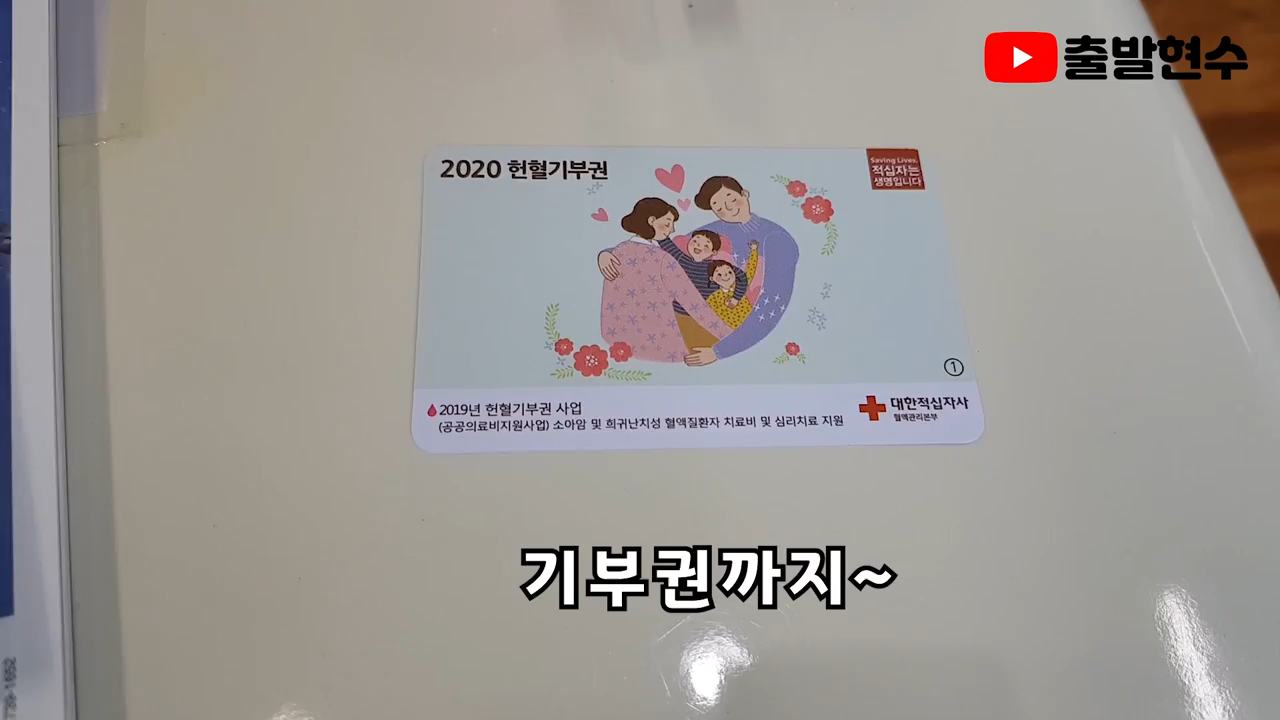 출발현수
2020 헌혈기부권
Saving Lives,
적십자는
생명입니다
①
2019년 헌혈기부권 사업
(공공의료비지원사업) 소아암 및 희귀난치성 혈액질환자 치료비 및 심리치료 지원
대한적십자사
혈액관리본부
기부권까지~